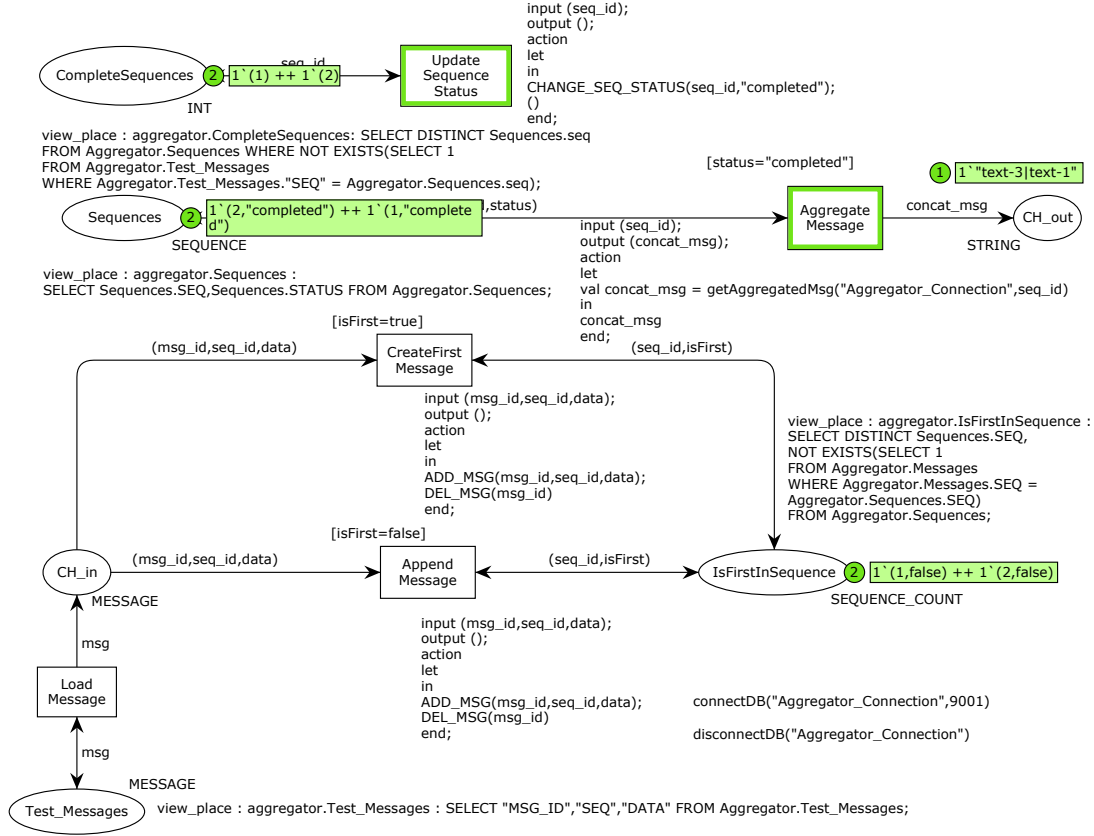 input (seq_id);
output ();
action
let
in
CHANGE_SEQ_STATUS(seq_id,"completed");
()
end;
CompleteSequences
2
1`(1) ++ 1`(2)
seq_id
Update
Sequence
Status
INT
view_place : aggregator.CompleteSequences: SELECT DISTINCT Sequences.seq
FROM Aggregator.Sequences WHERE NOT EXISTS(SELECT 1
FROM Aggregator.Test_Messages
WHERE Aggregator.Test_Messages."SEQ" = Aggregator.Sequences.seq);
[status="completed"]
1
1`"text-3|text-1"
Sequences
2
1`(2,"completed") ++ 1`(1,"complete
d")
,status)
Aggregate
Message
concat_msg
CH_out
SEQUENCE
STRING
input (seq_id);
output (concat_msg);
action
let
val concat_msg = getAggregatedMsg("Aggregator_Connection",seq_id)
in
concat_msg
end;
view_place : aggregator.Sequences :
SELECT Sequences.SEQ,Sequences.STATUS FROM Aggregator.Sequences;
[isFirst=true]
(msg_id,seq_id,data)
CreateFirst
Message
(seq_id,isFirst)
input (msg_id,seq_id,data);
output ();
action
let
in
ADD_MSG(msg_id,seq_id,data);
DEL_MSG(msg_id)
end;
view_place : aggregator.IsFirstInSequence :
SELECT DISTINCT Sequences.SEQ,
NOT EXISTS(SELECT 1
FROM Aggregator.Messages
WHERE Aggregator.Messages.SEQ =
Aggregator.Sequences.SEQ)
FROM Aggregator.Sequences;
[isFirst=false]
CH_in
(msg_id,seq_id,data)
Append
Message
(seq_id,isFirst)
IsFirstInSequence
2
1`(1,false) ++ 1`(2,false)
MESSAGE
SEQUENCE_COUNT
input (msg_id,seq_id,data);
output ();
action
let
in
ADD_MSG(msg_id,seq_id,data);
DEL_MSG(msg_id)
end;
msg
Load
Message
connectDB("Aggregator_Connection",9001)
disconnectDB("Aggregator_Connection")
msg
MESSAGE
Test_Messages
view_place : aggregator.Test_Messages : SELECT "MSG_ID","SEQ","DATA" FROM Aggregator.Test_Messages;